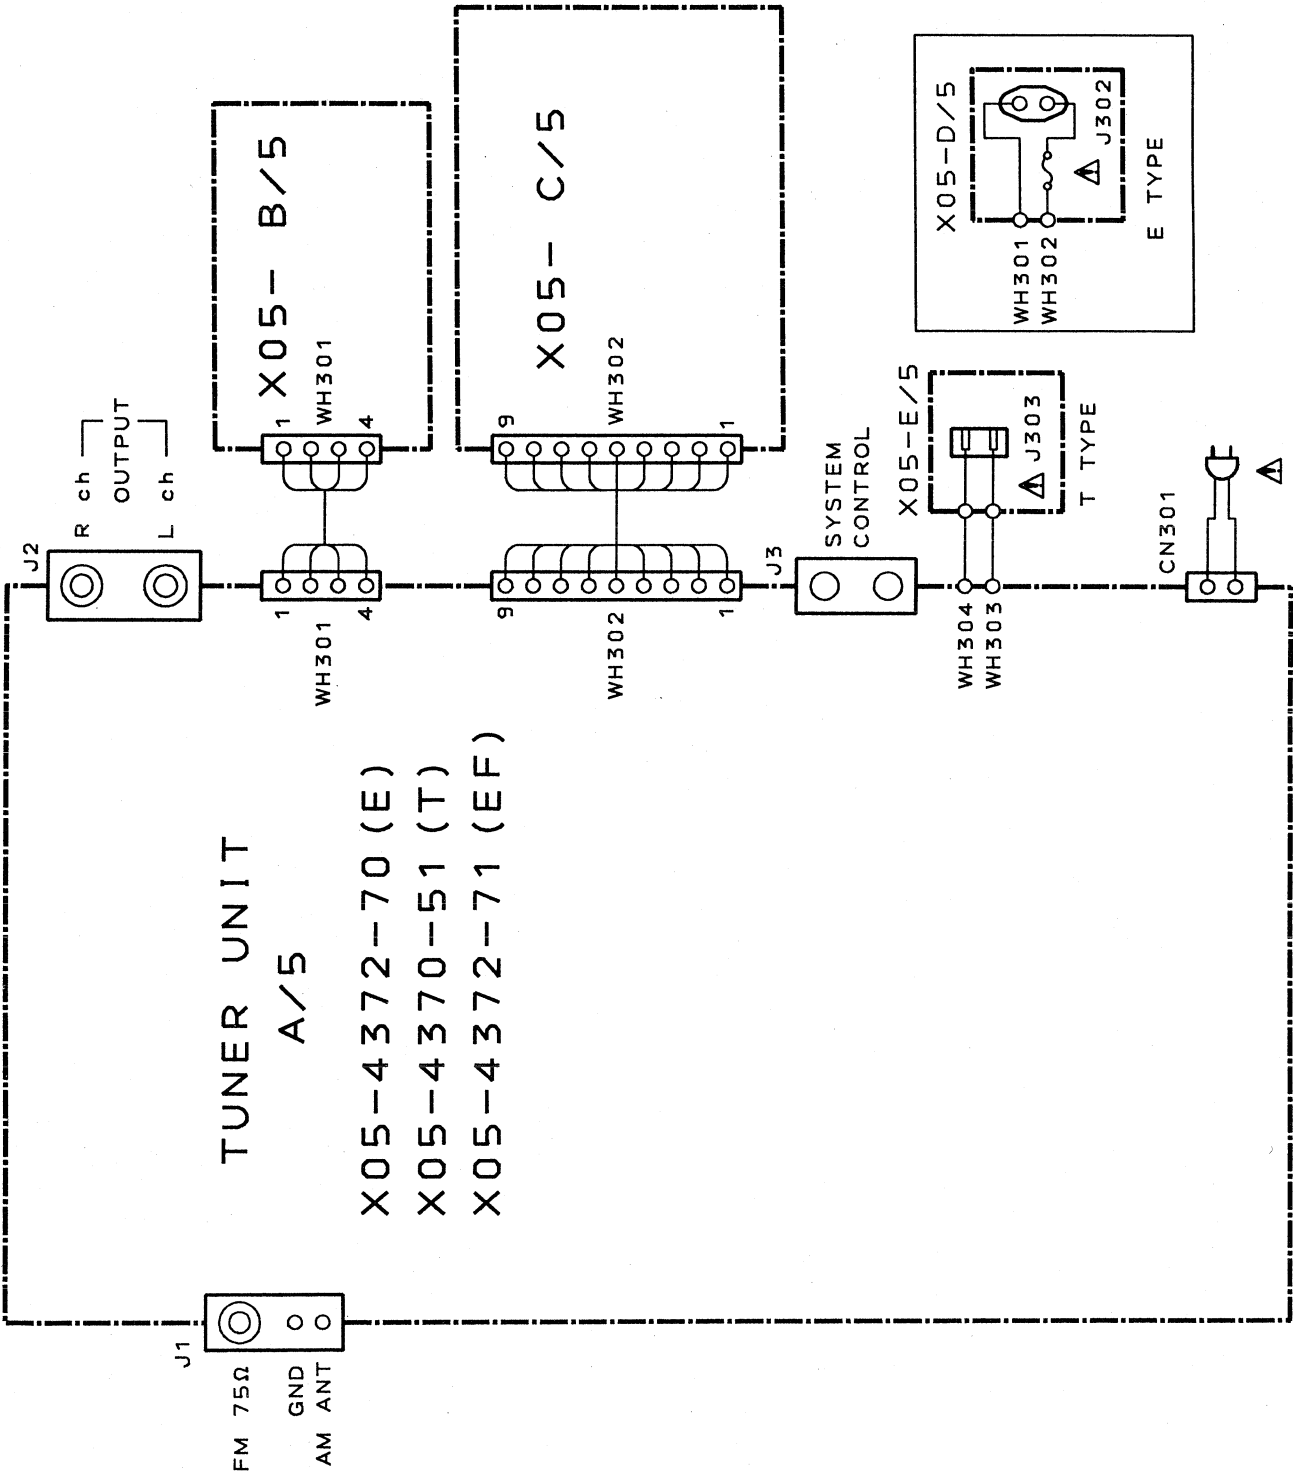 J1
FM 75Ω
GND
AM ANT
TUNER UNIT
A/5
X05-4372-70 (E)
X05-4370-51 (T)
X05-4372-71 (EF)
J2
R ch
OUTPUT
L ch
1
WH301
4
1
WH301
4
X05- B/5
9
WH302
1
9
WH302
1
X05- C/5
J3
SYSTEM
CONTROL
WH304
WH303
X05-E/5
J303
T TYPE
CN301
X05-D/5
WH301
WH302
J302
E TYPE